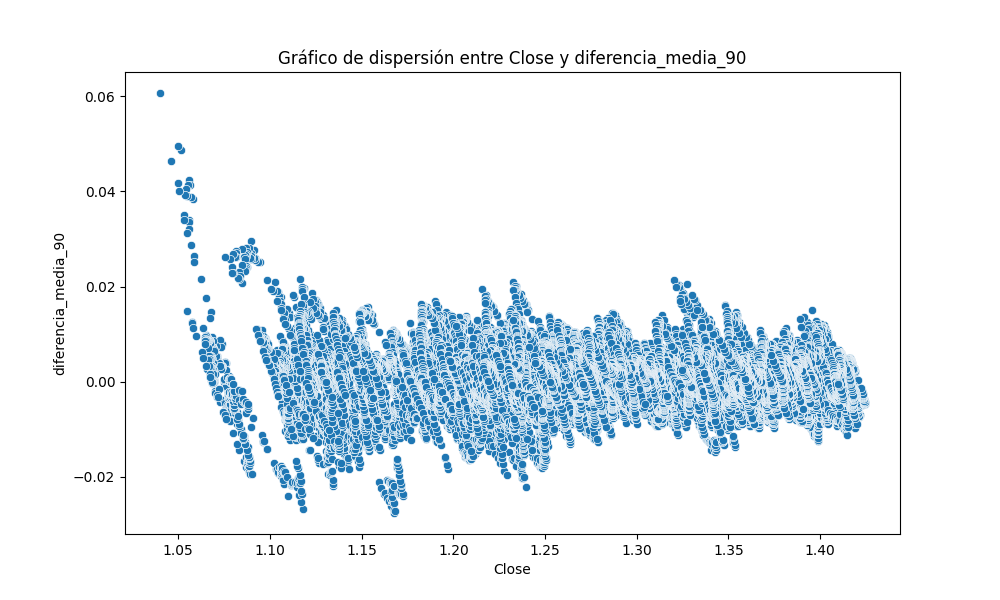 Gráfico de dispersión entre Close y diferencia_media_90
diferencia_media_90
0.06
0.04
0.02
0.00
−0.02
1.05 1.10 1.15 1.20 1.25 1.30 1.35 1.40
Close